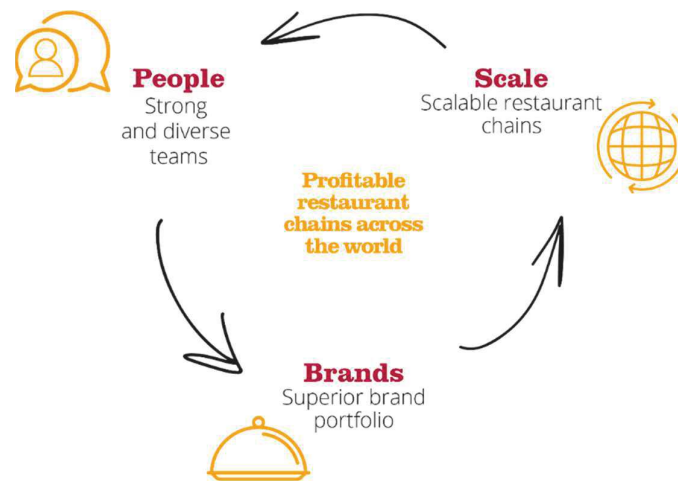 People
Strong
and diverse
teams
Scale
Scalable restaurant
chains
Profitable
restaurant
chains across
the world
Brands
Superior brand
portfolio